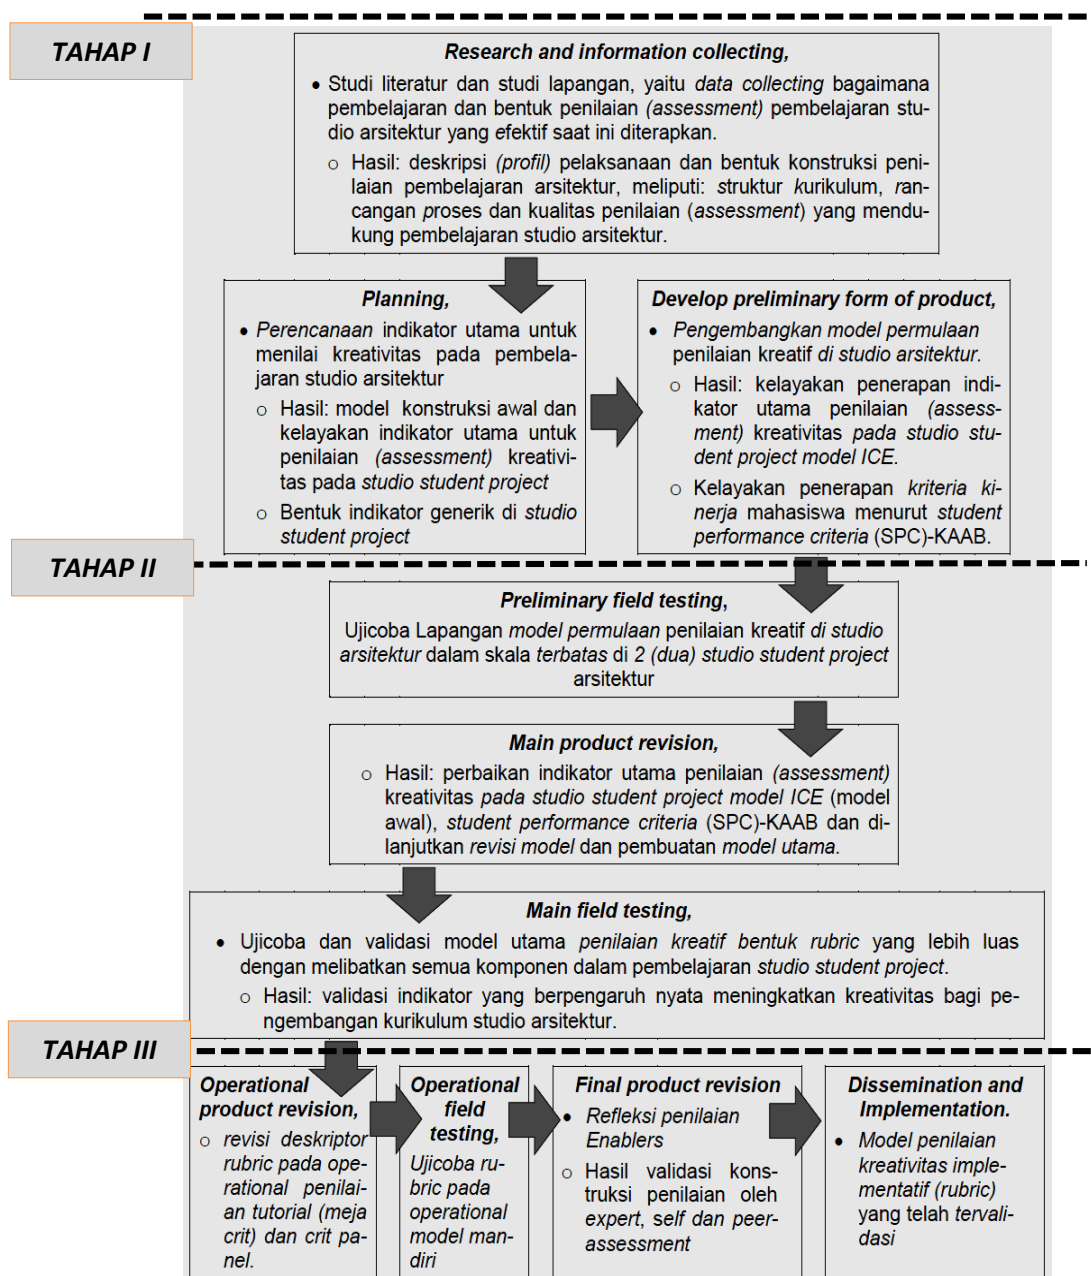 TAHAP I
Research and information collecting,
• Studi literatur dan studi lapangan, yaitu data collecting bagaimana
pembelajaran dan bentuk penilaian (assessment) pembelajaran stu-
dio arsitektur yang efektif saat ini diterapkan.
o Hasil: deskripsi (profil) pelaksanaan dan bentuk konstruksi peni-
laian pembelajaran arsitektur, meliputi: struktur kurikulum, ran-
cangan proses dan kualitas penilaian (assessment) yang mendu-
kung pembelajaran studio arsitektur.
Planning,
• Perencanaan indikator utama untuk
menilai kreativitas pada pembela-
jaran studio arsitektur
o Hasil: model konstruksi awal dan
kelayakan indikator utama untuk
penilaian (assessment) kreativi-
tas pada studio student project
o Bentuk indikator generik di studio
student project
Develop preliminary form of product,
• Pengembangkan model permulaan
penilaian kreatif di studio arsitektur.
o Hasil: kelayakan penerapan indi-
kator utama penilaian (assess-
ment) kreativitas pada studio stu-
dent project model ICE.
o Kelayakan penerapan kriteria ki-
nerja mahasiswa menurut student
performance criteria (SPC)-KAAB.
TAHAP II
Preliminary field testing,
Ujicoba Lapangan model permulaan penilaian kreatif di studio
arsitektur dalam skala terbatas di 2 (dua) studio student project
arsitektur
Main product revision,
o Hasil: perbaikan indikator utama penilaian (assessment)
kreativitas pada studio student project model ICE (model
awal), student performance criteria (SPC)-KAAB dan di-
lanjutkan revisi model dan pembuatan model utama.
Main field testing,
• Ujicoba dan validasi model utama penilaian kreatif bentuk rubric yang lebih luas
dengan melibatkan semua komponen dalam pembelajaran studio student project.
o Hasil: validasi indikator yang berpengaruh nyata meningkatkan kreativitas bagi pe-
ngembangan kurikulum studio arsitektur.
TAHAP III
Operational
product revision,
o revisi deskriptor
rubric pada ope-
rational penilai-
an tutorial (meja
crit) dan crit pa-
nel.
Operational
field
testing,
Ujicoba ru-
bric pada
operational
model man-
diri
Final product revision
• Refleksi penilaian
Enablers
o Hasil validasi kons-
truksi penilaian oleh
expert, self dan peer-
assessment
Dissemination and
Implementation.
• Model penilaian
kreativitas imple-
mentatif (rubric)
yang telah tervali-
dasi